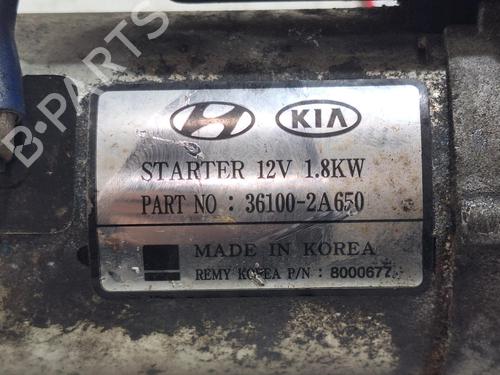 B-PARTS
KIA
STARTER 12V 1.8KW
PART NO : 36100-2A650
MADE IN KOREA
REMY KOREA P/N : 8000677